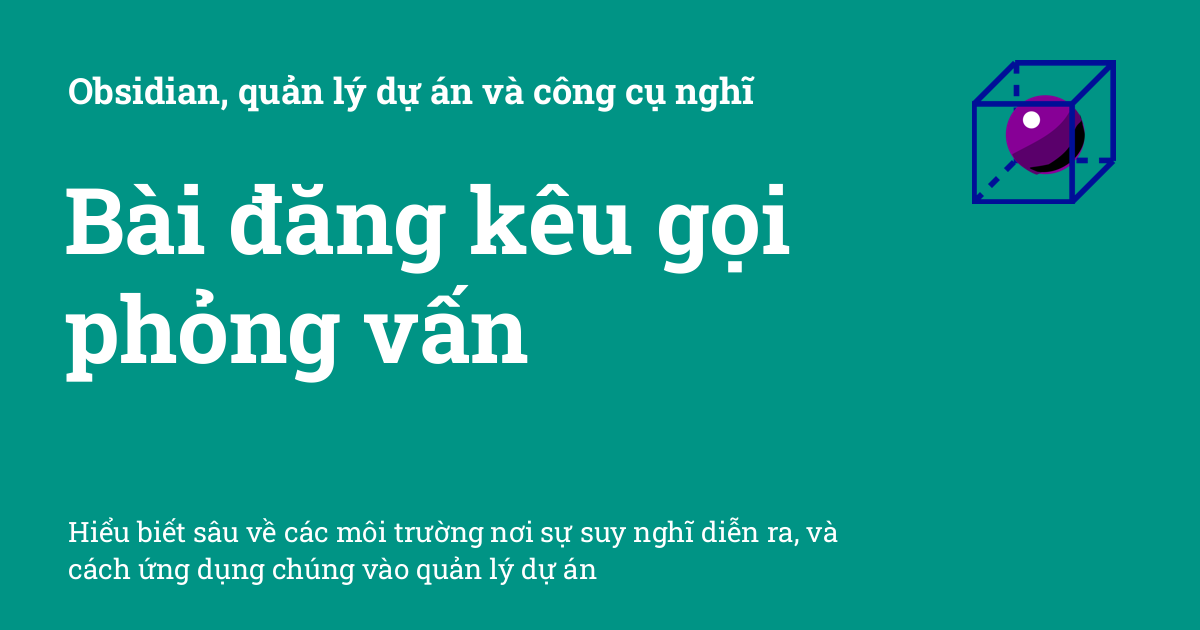 Obsidian, quản lý dự án và công cụ nghĩ
Bài đăng kêu gọi
phỏng vấn
Hiểu biết sâu về các môi trường nơi sự suy nghĩ diễn ra, và
cách ứng dụng chúng vào quản lý dự án